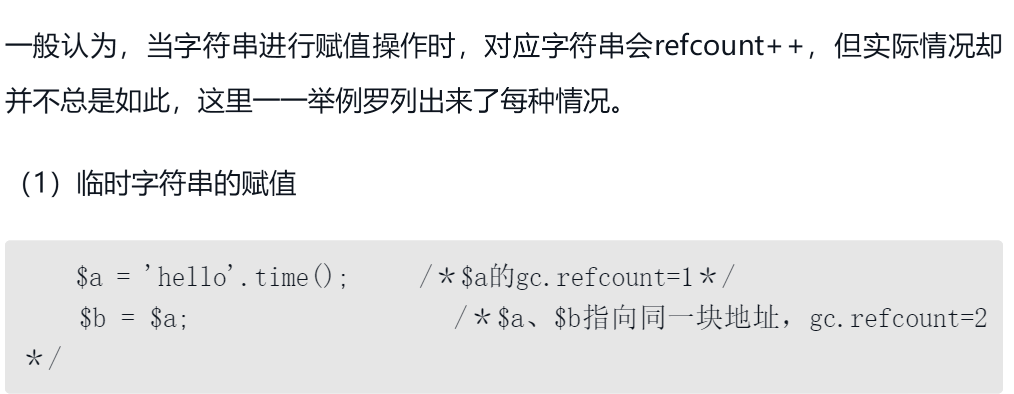 一般认为，当字符串进行赋值操作时，对应字符串会refcount++，但实际情况却
并不总是如此，这里一一举例罗列出来了每种情况。
（1）临时字符串的赋值
$a = 'hello'.time();     /*$a的gc.refcount=1*/
$b = $a;                 /*$a、$b指向同一块地址，gc.refcount=2
*/